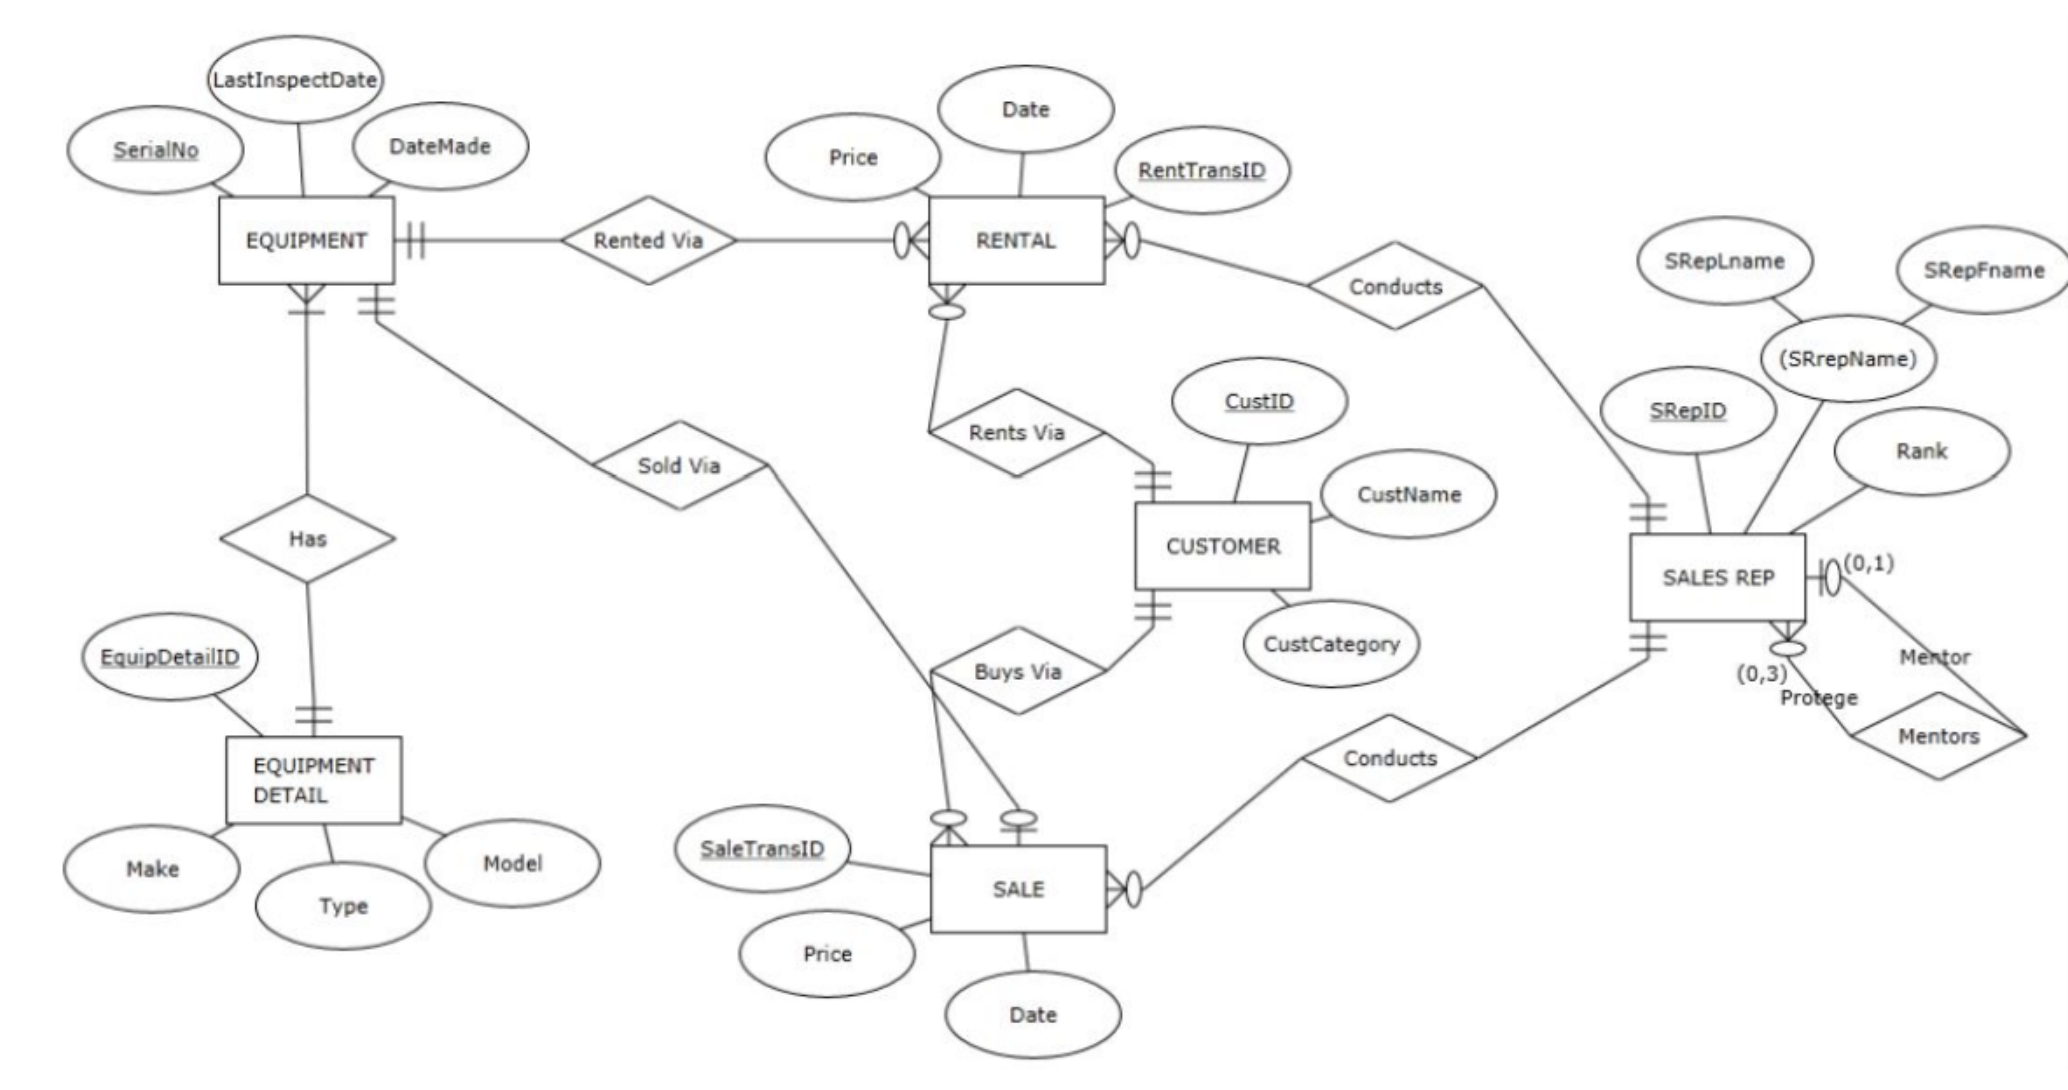 LastInspectDate
SerialNo
DateMade
EQUIPMENT
Rented Via
Price
Date
RentTransID
RENTAL
Conducts
SRepLname
SRepFname
(SRrepName)
SRepID
Rank
Rents Via
CustID
CustName
CUSTOMER
CustCategory
SALES REP
(0,1)
(0,3)
Mentor
Protege
Mentors
Sold Via
Has
EquipDetailID
EQUIPMENT
DETAIL
Make
Type
Model
Buys Via
Conducts
SaleTransID
SALE
Price
Date